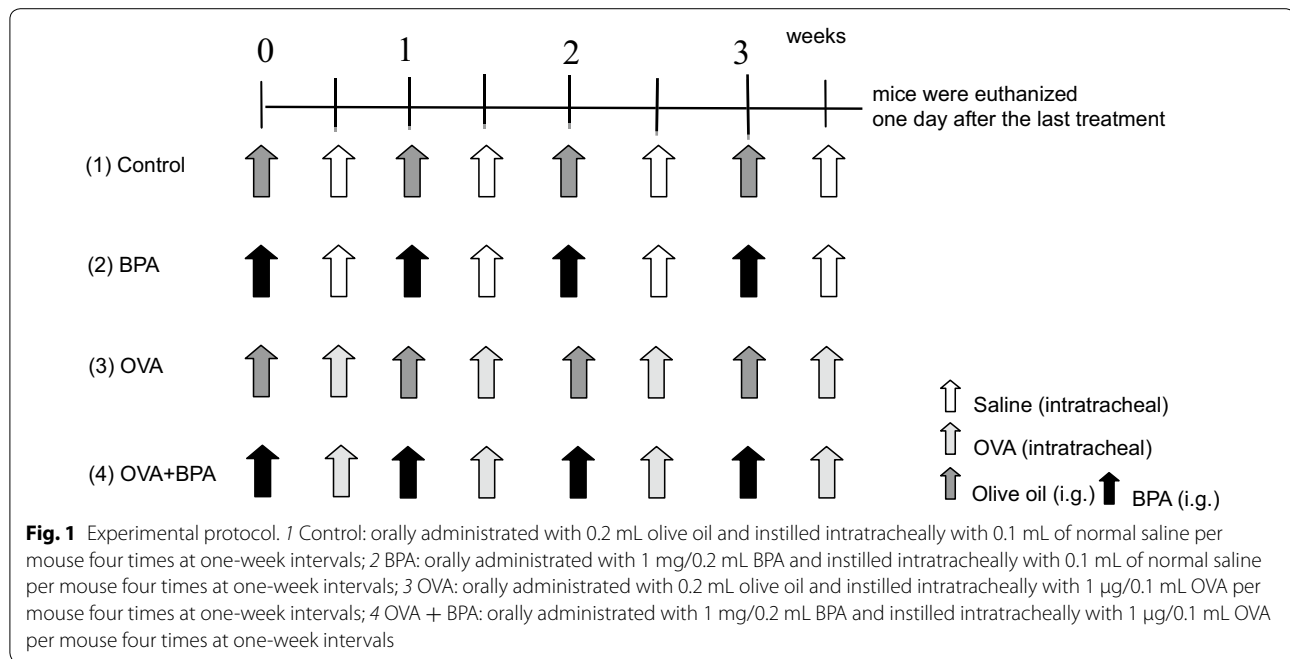 0 1 2 3 weeks
mice were euthanized
one day after the last treatment
(1) Control
(2) BPA
(3) OVA
(4) OVA+BPA
Saline (intratracheal)
OVA (intratracheal)
Olive oil (i.g.) BPA (i.g.)
Fig. 1 Experimental protocol. 1 Control: orally administrated with 0.2 mL olive oil and instilled intratracheally with 0.1 mL of normal saline per
mouse four times at one-week intervals; 2 BPA: orally administrated with 1 mg/0.2 mL BPA and instilled intratracheally with 0.1 mL of normal saline
per mouse four times at one-week intervals; 3 OVA: orally administrated with 0.2 mL olive oil and instilled intratracheally with 1 µg/0.1 mL OVA per
mouse four times at one-week intervals; 4 OVA + BPA: orally administrated with 1 mg/0.2 mL BPA and instilled intratracheally with 1 µg/0.1 mL OVA
per mouse four times at one-week intervals